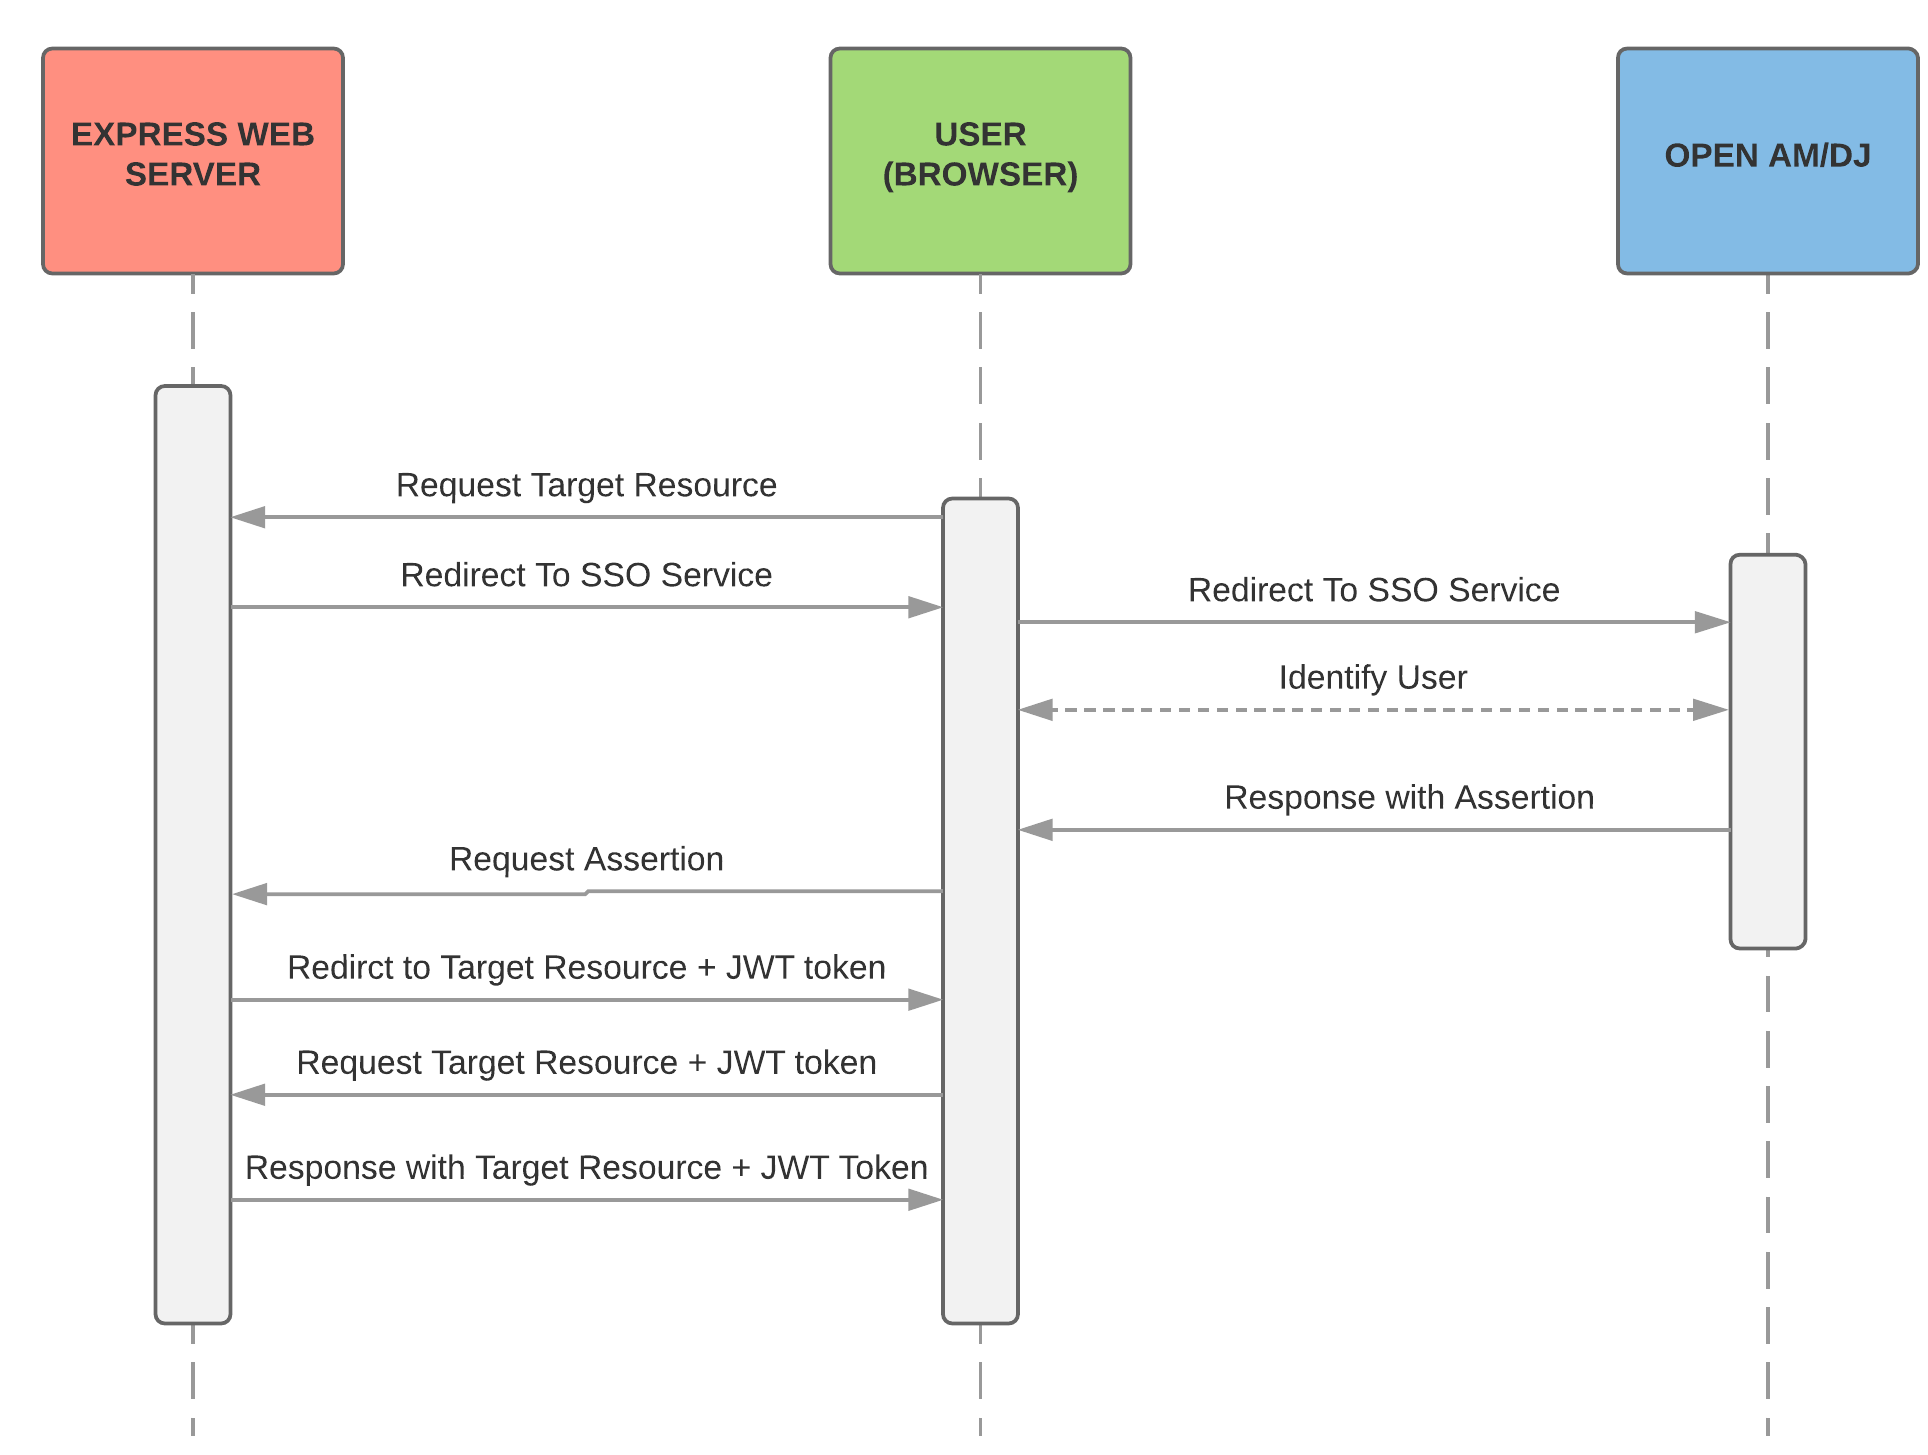 EXPRESS WEB
SERVER
USER
(BROWSER)
OPEN AM/DJ
Request Target Resource
Redirect To SSO Service
Redirect To SSO Service
Identify User
Response with Assertion
Request Assertion
Redirct to Target Resource + JWT token
Request Target Resource + JWT token
Response with Target Resource + JWT Token